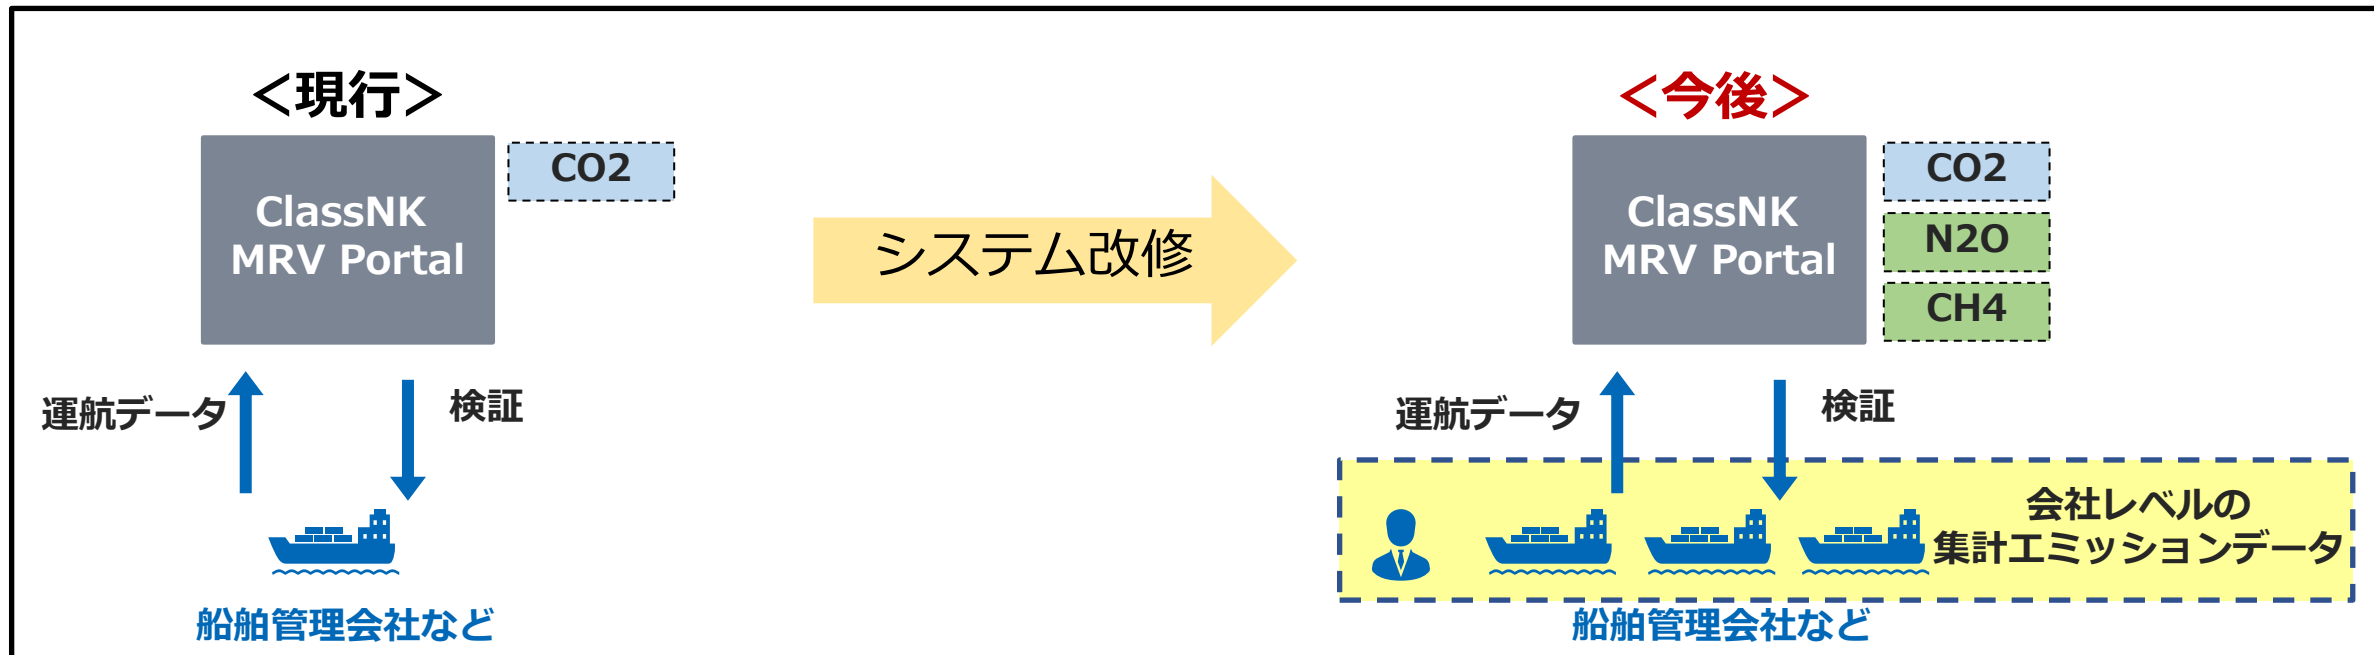 ＜現行＞
ClassNK
MRV Portal
CO2
運航データ
検証
船舶管理会社など
システム改修
＜今後＞
ClassNK
MRV Portal
CO2
N2O
CH4
運航データ
検証
会社レベルの
集計エミッションデータ
船舶管理会社など